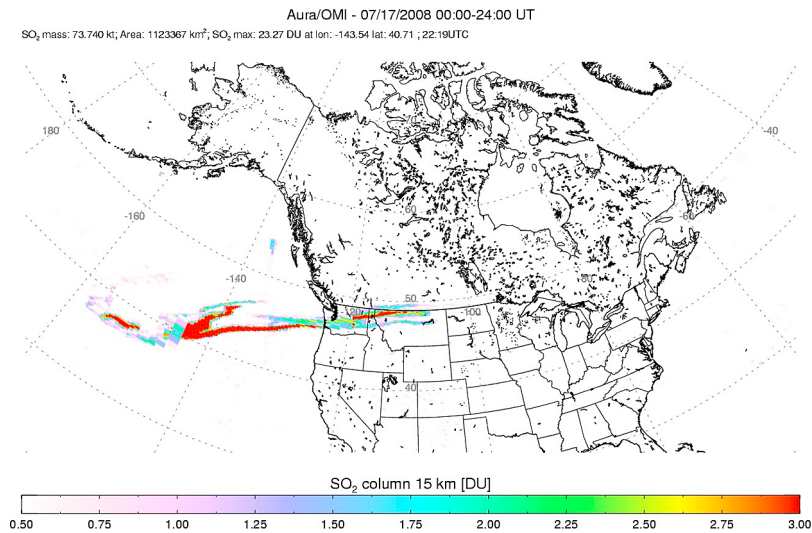 Aura/OMI - 07/17/2008 00:00-24:00 UT
SO₂ mass: 73.740 kt; Area: 1123367 km²; SO₂ max: 23.27 DU at lon: -143.54 lat: 40.71 ; 22:19UTC
180
-40
60
-160
-60
-140
-80
50
-120
-100
40
SO₂ column 15 km [DU]
0.50 0.75 1.00 1.25 1.50 1.75 2.00 2.25 2.50 2.75 3.00